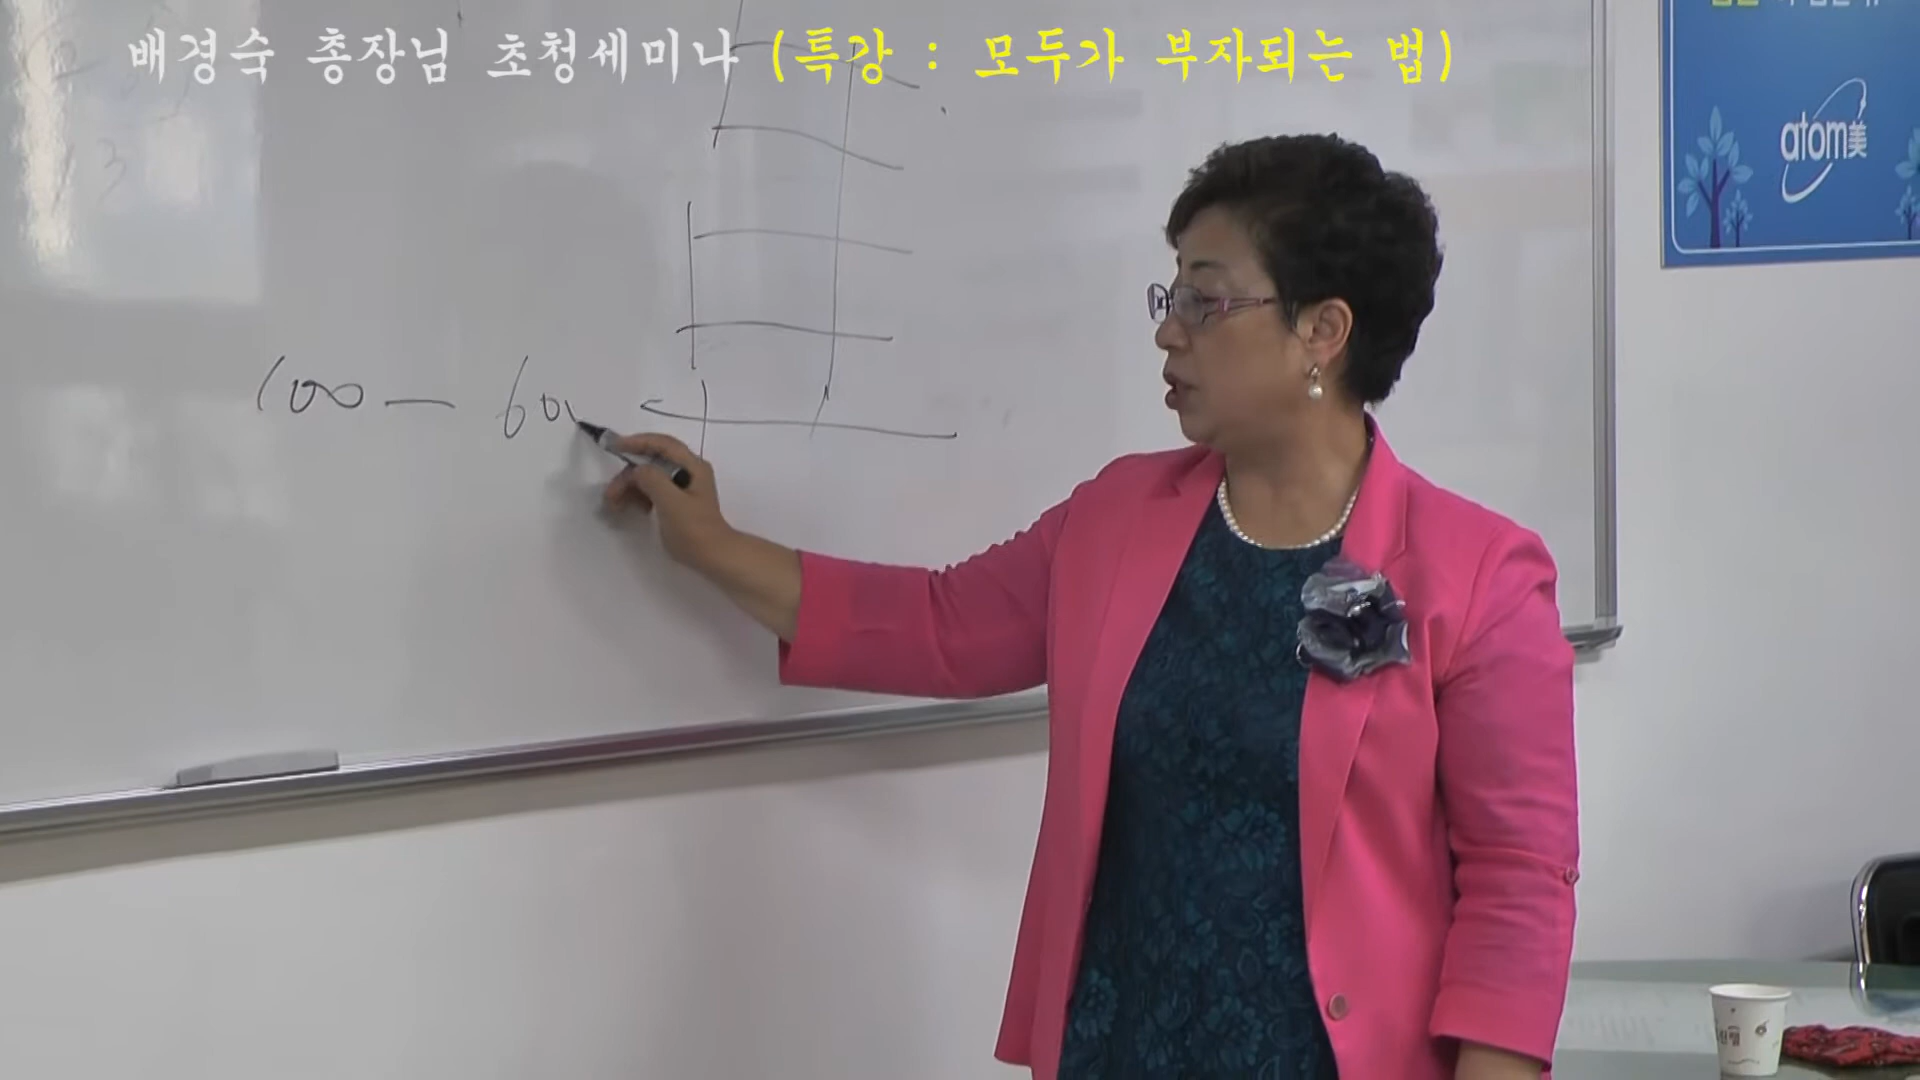 배경숙 총장님 초청세미나 (특강 : 모두가 부자되는 법)
atom美
100 — 600